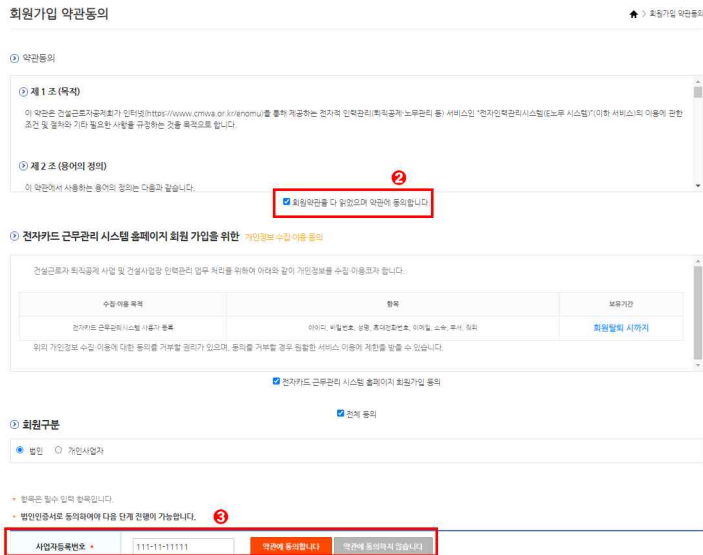 회원가입 약관동의
> 회원가입 약관동의
약관동의
제 1 조 (목적)
이 약관은 건설근로자공제회가 인터넷(https://www.cmwa.or.kr/enomu)를 통해 제공하는 전자적 인력관리(퇴직공제·노무관리 등) 서비스인 "전자인력관리시스템(E노무 시스템)"(이하 서비스)의 이용에 관한
조건 및 절차와 기타 필요한 사항을 규정하는 것을 목적으로 합니다.
제 2 조 (용어의 정의)
이 약관에서 사용하는 용어의 정의는 다음과 같습니다.
2
회원약관을 다 읽었으며 약관에 동의합니다.
전자카드 근무관리 시스템 홈페이지 회원 가입을 위한 개인정보 수집·이용 동의
건설근로자 퇴직공제 사업 및 건설사업장 인력관리 업무 처리를 위하여 아래와 같이 개인정보를 수집·이용코자 합니다.
수집·이용 목적 항목 보유기간
전자카드 근무관리시스템 사용자 등록 아이디, 비밀번호, 성명, 휴대전화번호, 이메일, 소속, 부서, 직위 회원탈퇴 시까지
위의 개인정보 수집·이용에 대한 동의를 거부할 권리가 있으며, 동의를 거부할 경우 원활한 서비스 이용에 제한을 받을 수 있습니다.
전자카드 근무관리 시스템 홈페이지 회원가입 동의
전체 동의
회원구분
법인 개인사업자
항목은 필수 입력 항목입니다.
법인인증서로 동의하여야 다음 단계 진행이 가능합니다. 3
사업자등록번호 111-11-11111 약관에 동의합니다 약관에 동의하지 않습니다